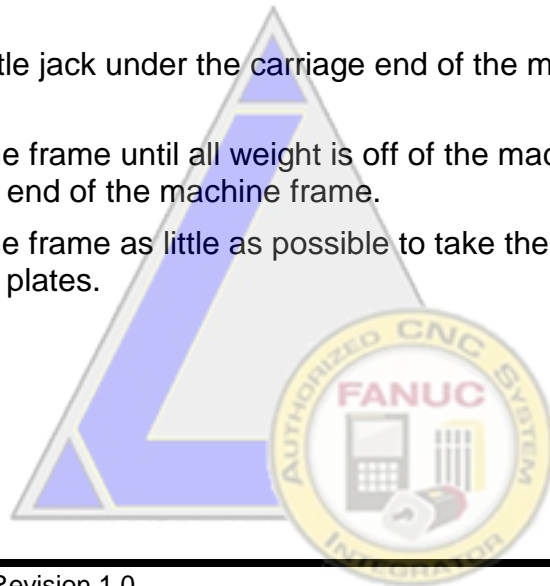 tle jack under the carriage end of the m
e frame until all weight is off of the mac
end of the machine frame.
e frame as little as possible to take the
plates.
AUTHORIZED CNC SYSTEM
FANUC
INTEGRATOR
Revision 1.0